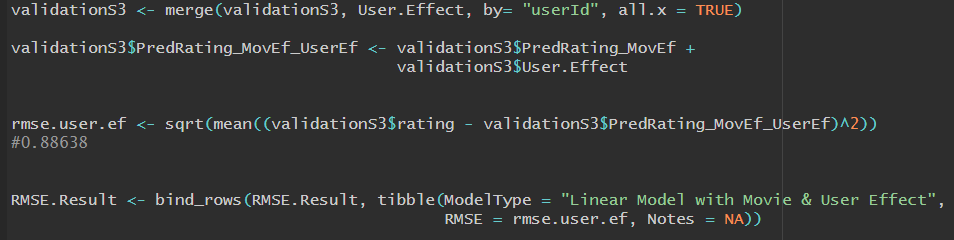 validationS3 <- merge(validationS3, User.Effect, by= "userId", all.x = TRUE)
validationS3$PredRating_MovEf_UserEf <- validationS3$PredRating_MovEf +
validationS3$User.Effect
rmse.user.ef <- sqrt(mean((validationS3$rating - validationS3$PredRating_MovEf_UserEf)^2))
#0.88638
RMSE.Result <- bind_rows(RMSE.Result, tibble(ModelType = "Linear Model with Movie & User Effect",
RMSE = rmse.user.ef, Notes = NA))